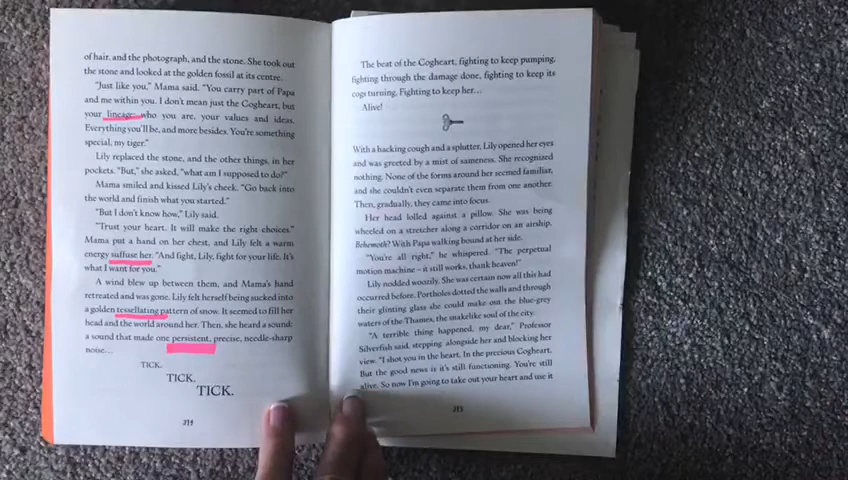 of hair, and the photograph, and the stone. She took out
the stone and looked at the golden fossil at its centre.
"Just like you," Mama said. "You carry part of Papa
and me within you. I don't mean just the Cogheart, but
your lineage: who you are, your values and ideas.
Everything you'll be, and more besides. You're something
special, my tiger."
Lily replaced the stone, and the other things, in her
pockets. "But," she asked, "what am I supposed to do?"
Mama smiled and kissed Lily's cheek. "Go back into
the world and finish what you started."
"But I don't know how," Lily said.
"Trust your heart. It will make the right choices."
Mama put a hand on her chest, and Lily felt a warm
energy suffuse her. "And fight, Lily, fight for your life. It's
what I want for you."
A wind blew up between them, and Mama's hand
retreated and was gone. Lily felt herself being sucked into
a golden tessellating pattern of snow. It seemed to fill her
head and the world around her. Then, she heard a sound:
a sound that made one persistent, precise, needle-sharp
noise…
TICK.
TICK.
TICK.
The beat of the Cogheart, fighting to keep pumping,
fighting through the damage done, fighting to keep its
cogs turning. Fighting to keep her…
Alive!
With a hacking cough and a splutter, Lily opened her eyes
and was greeted by a mist of sameness. She recognized
nothing. None of the forms around her seemed familiar,
and she couldn't even separate them from one another.
Then, gradually, they came into focus.
Her head lolled against a pillow. She was being
wheeled on a stretcher along a corridor on an airship.
Behemoth? With Papa walking bound at her side.
"You're all right," he whispered. "The perpetual
motion machine – it still works, thank heaven!"
Lily nodded woozily. She was certain now all this had
occurred before. Portholes dotted the walls and through
their glinting glass she could make out the blue-grey
waters of the Thames, the snakelike soul of the city.
"A terrible thing happened, my dear," Professor
Silverfish said, stepping alongside her and blocking her
view. "I shot you in the heart. In the precious Cogheart.
But the good news is it's still functioning. You're still
alive. So now I'm going to take out your heart and use it